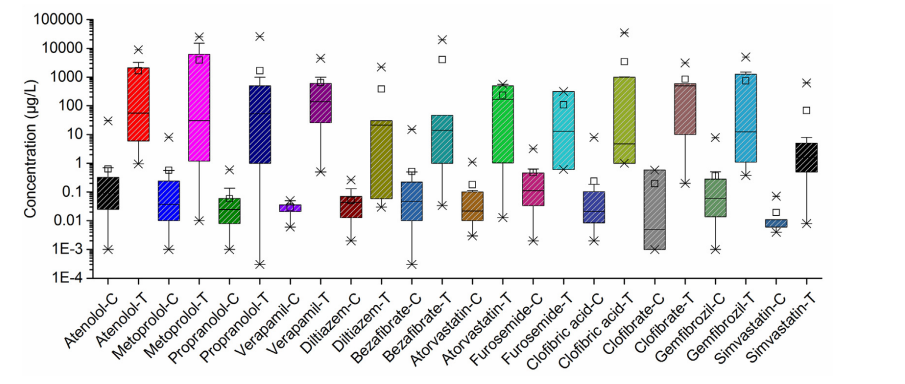 100000
10000
1000
100
10
1
0.1
0.01
1E-3
1E-4
Concentration (µg/L)
Atenolol-C
Atenolol-T
Metoprolol-C
Metoprolol-T
Propranolol-C
Propranolol-T
Verapamil-C
Verapamil-T
Diltiazem-C
Diltiazem-T
Bezafibrate-C
Bezafibrate-T
Atorvastatin-C
Atorvastatin-T
Furosemide-C
Furosemide-T
Clofibric acid-C
Clofibric acid-T
Clofibrate-C
Clofibrate-T
Gemfibrozil-C
Gemfibrozil-T
Simvastatin-C
Simvastatin-T